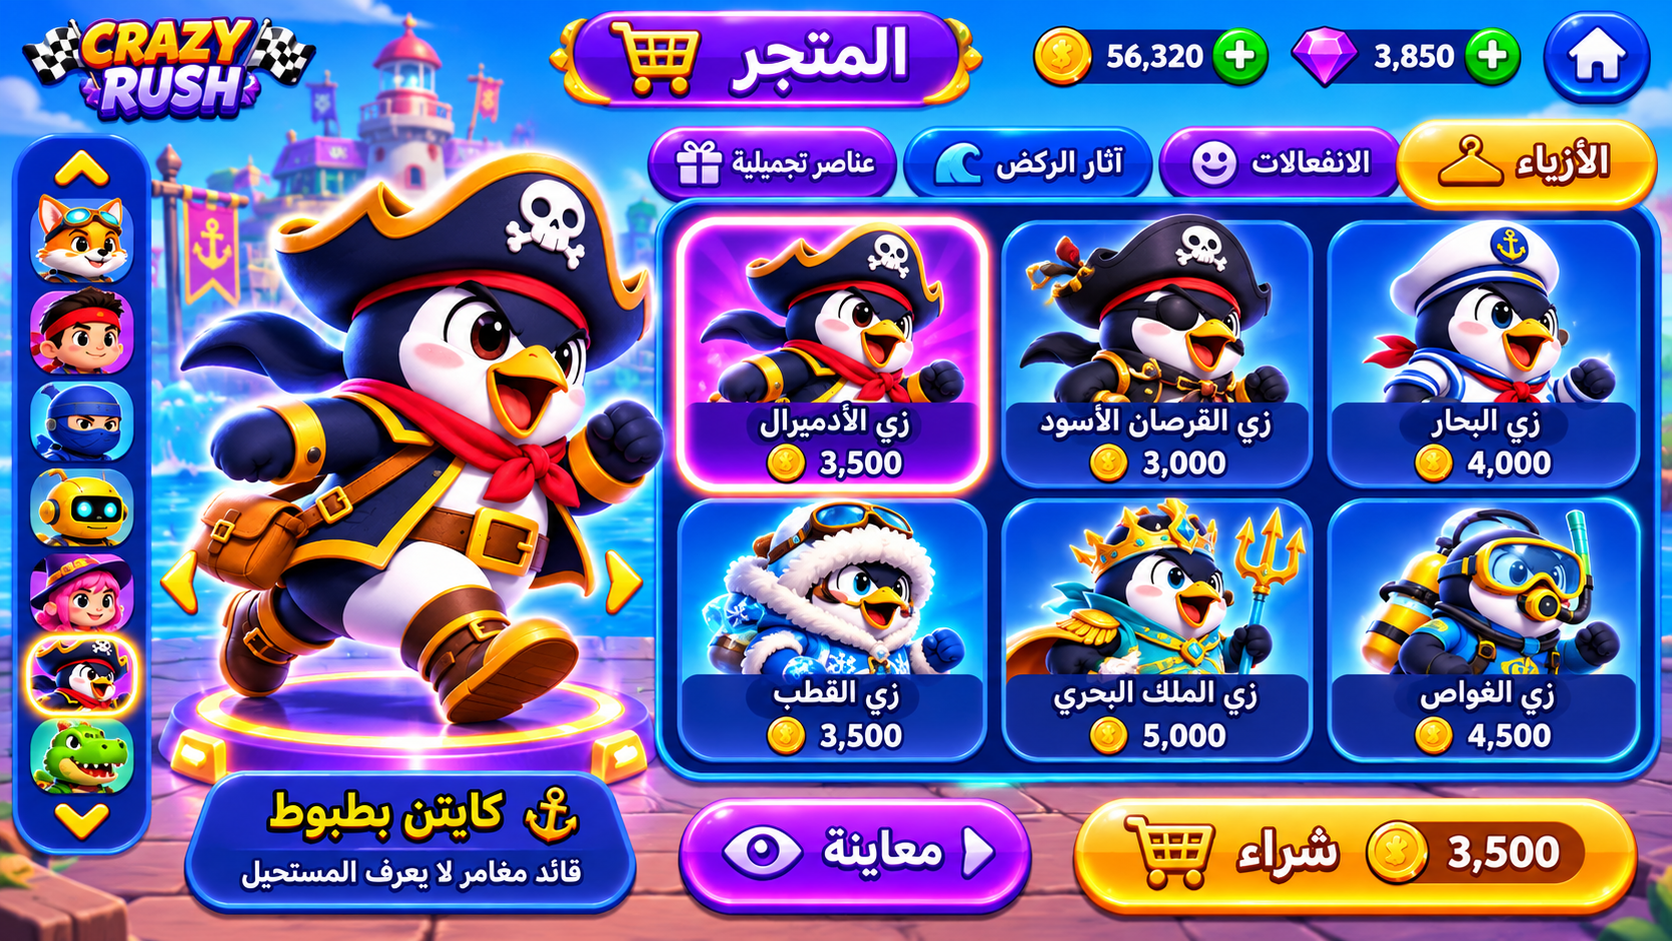 CRAZY
RUSH
المتجر
56,320
3,850
الأزياء
الانفعالات
آثار الركض
عناصر تجميلية
زي البحار
4,000
زي القرصان الأسود
3,000
زي الأدميرال
3,500
زي الغواص
4,500
زي الملك البحري
5,000
زي القطب
3,500
كايتن بطبوط
قائد مغامر لا يعرف المستحيل
معاينة
شراء 3,500